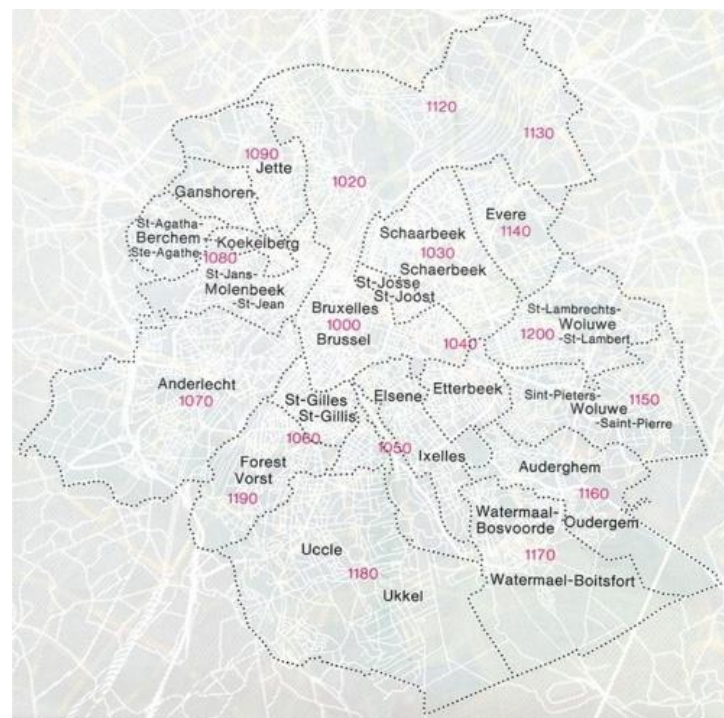 1120
1130
1090
Jette
1020
Ganshoren
Evere
1140
St-Agatha-
Berchem-
Ste-Agathe
Koekelberg
1080
St-Jans-
Molenbeek
-St-Jean
Schaarbeek
1030
Schaerbeek
St-Josse
St-Joost
Bruxelles
1000
Brussel
1040
St-Lambrechts-
1200 Woluwe
-St-Lambert
Anderlecht
1070
St-Gilles
St-Gillis
1060
Elsene
Etterbeek
Sint-Pieters-
1150
Woluwe
-Saint-Pierre
1050
Ixelles
Forest
Vorst
1190
Auderghem
1160
Oudergem
Watermaal-
Bosvoorde
1170
Watermael-Boitsfort
Uccle
1180
Ukkel